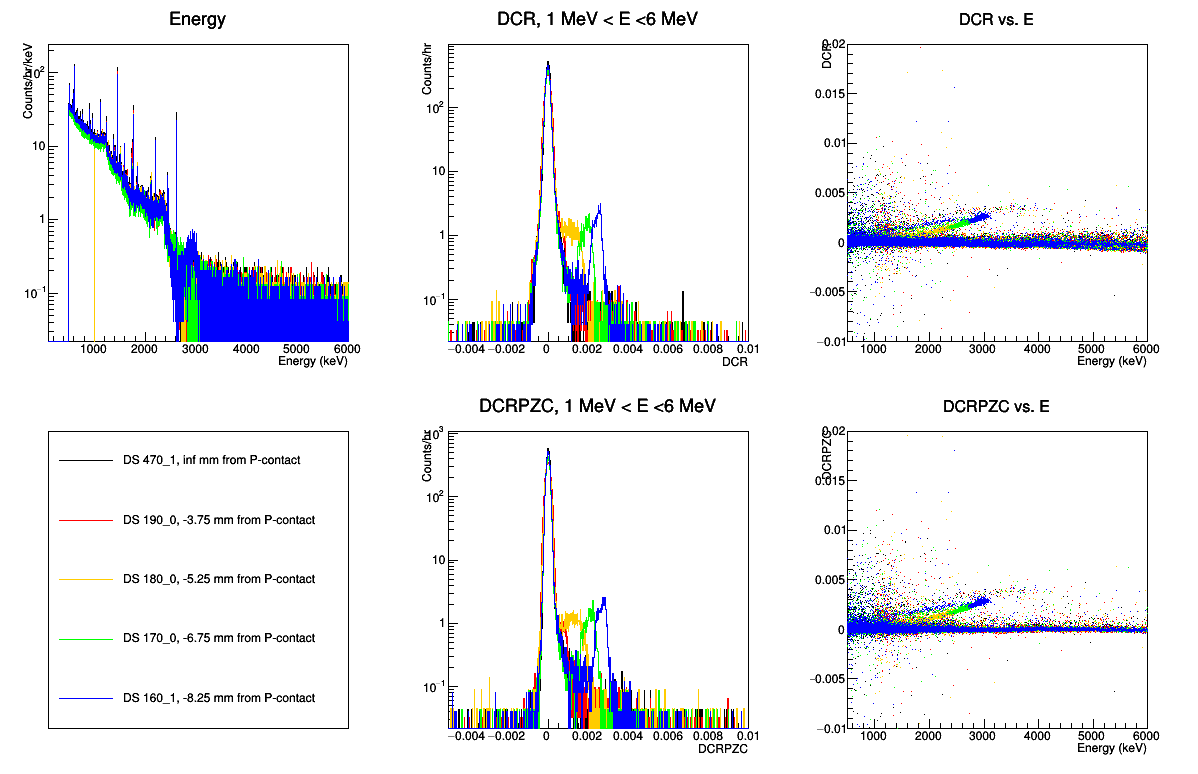 Energy
Counts/hr/keV
10²
10
1
10⁻¹
1000 2000 3000 4000 5000 6000
Energy (keV)
DCR, 1 MeV < E <6 MeV
Counts/hr
10²
10
1
10⁻¹
−0.004 −0.002 0 0.002 0.004 0.006 0.008 0.01
DCR
DCR vs. E
DCR
0.02
0.015
0.01
0.005
0
−0.005
−0.01
1000 2000 3000 4000 5000 6000
Energy (keV)
DS 470_1, inf mm from P-contact
DS 190_0, -3.75 mm from P-contact
DS 180_0, -5.25 mm from P-contact
DS 170_0, -6.75 mm from P-contact
DS 160_1, -8.25 mm from P-contact
DCRPZC, 1 MeV < E <6 MeV
Counts/hr
10³
10²
10
1
10⁻¹
−0.004 −0.002 0 0.002 0.004 0.006 0.008 0.01
DCRPZC
DCRPZC vs. E
DCRPZC
0.02
0.015
0.01
0.005
0
−0.005
−0.01
1000 2000 3000 4000 5000 6000
Energy (keV)